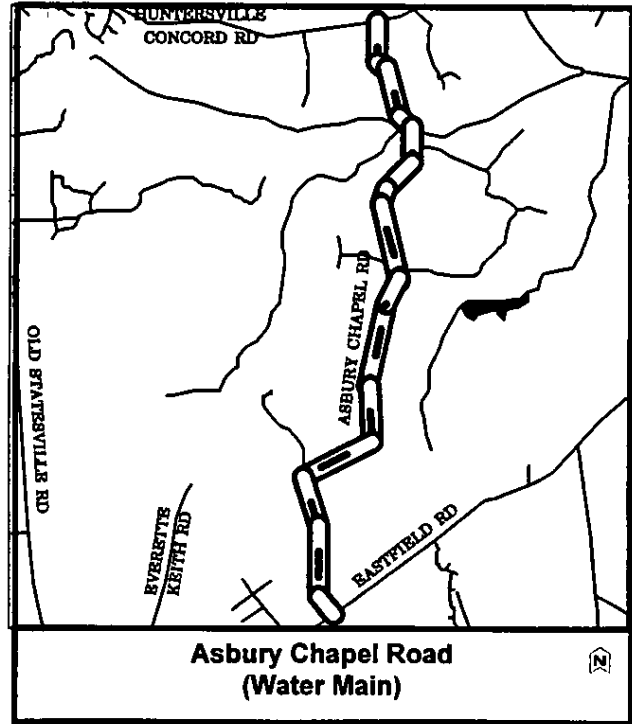 HUNTERSVILLE
CONCORD RD
ASBURY CHAPEL RD
OLD STATESVILLE RD
EVERETTE
KEITH RD
EASTFIELD RD
Asbury Chapel Road
(Water Main)
N